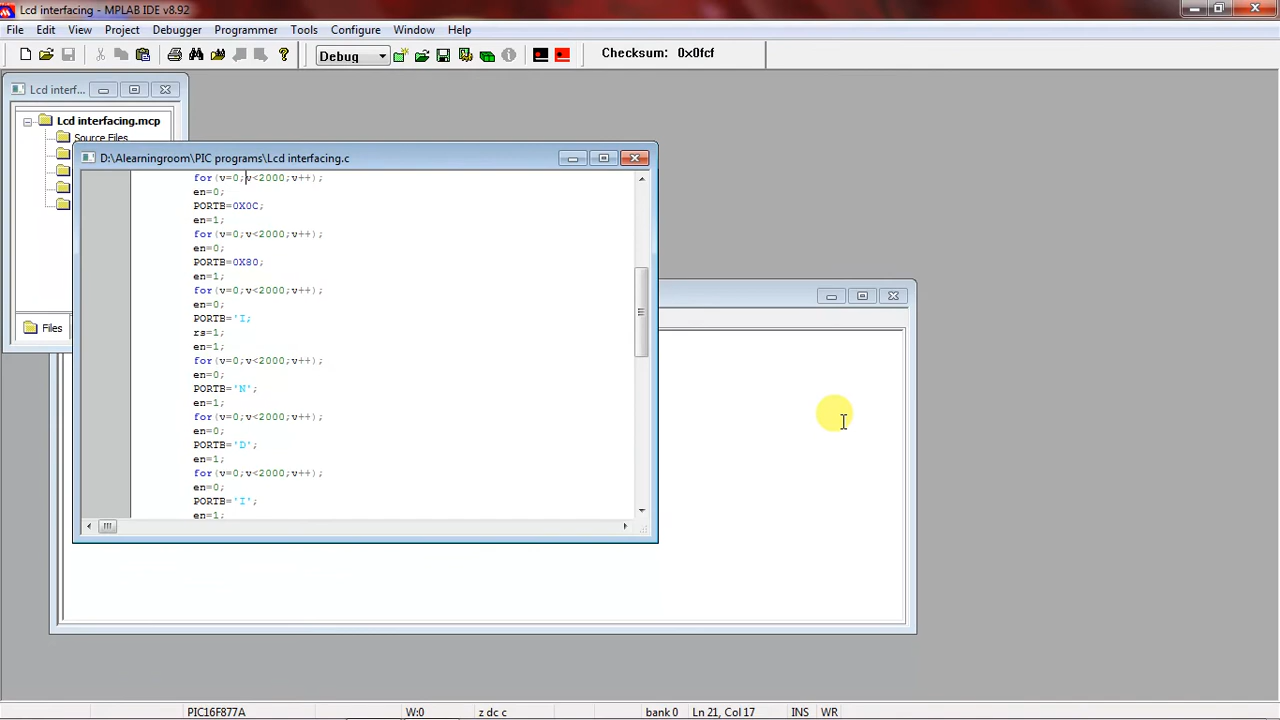 Lcd interfacing - MPLAB IDE v8.92
File Edit View Project Debugger Programmer Tools Configure Window Help
Debug
Checksum: 0x0fcf
Lcd interf...
Lcd interfacing.mcp
Source Files
Files
D:\Alearningroom\PIC programs\Lcd interfacing.c
for(v=0;v<2000;v++);
en=0;
PORTB=0X0C;
en=1;
for(v=0;v<2000;v++);
en=0;
PORTB=0X80;
en=1;
for(v=0;v<2000;v++);
en=0;
PORTB='I;
rs=1;
en=1;
for(v=0;v<2000;v++);
en=0;
PORTB='N';
en=1;
for(v=0;v<2000;v++);
en=0;
PORTB='D';
en=1;
for(v=0;v<2000;v++);
en=0;
PORTB='I';
en=1;
PIC16F877A W:0 z dc c bank 0 Ln 21, Col 17 INS WR